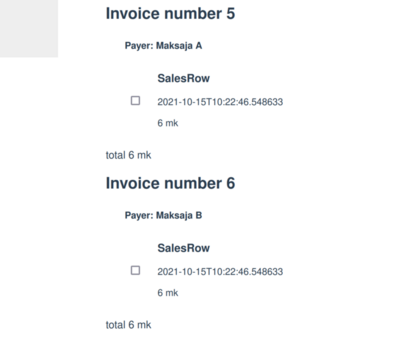 Invoice number 5
Payer: Maksaja A
SalesRow
2021-10-15T10:22:46.548633
6 mk
total 6 mk
Invoice number 6
Payer: Maksaja B
SalesRow
2021-10-15T10:22:46.548633
6 mk
total 6 mk